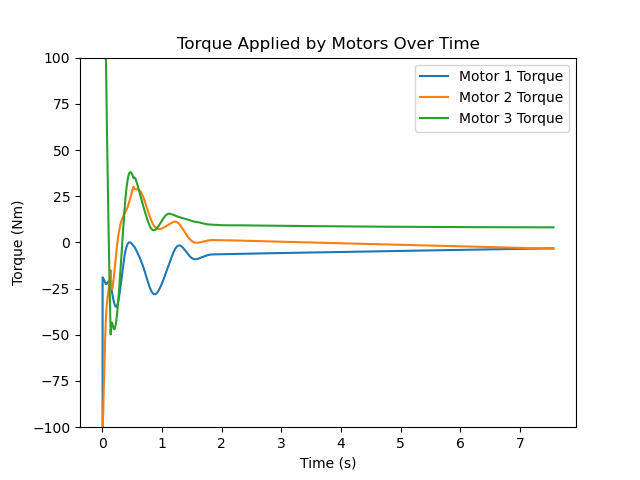 Torque Applied by Motors Over Time
100
75
50
25
0
−25
−50
−75
−100
Torque (Nm)
Motor 1 Torque
Motor 2 Torque
Motor 3 Torque
0 1 2 3 4 5 6 7
Time (s)